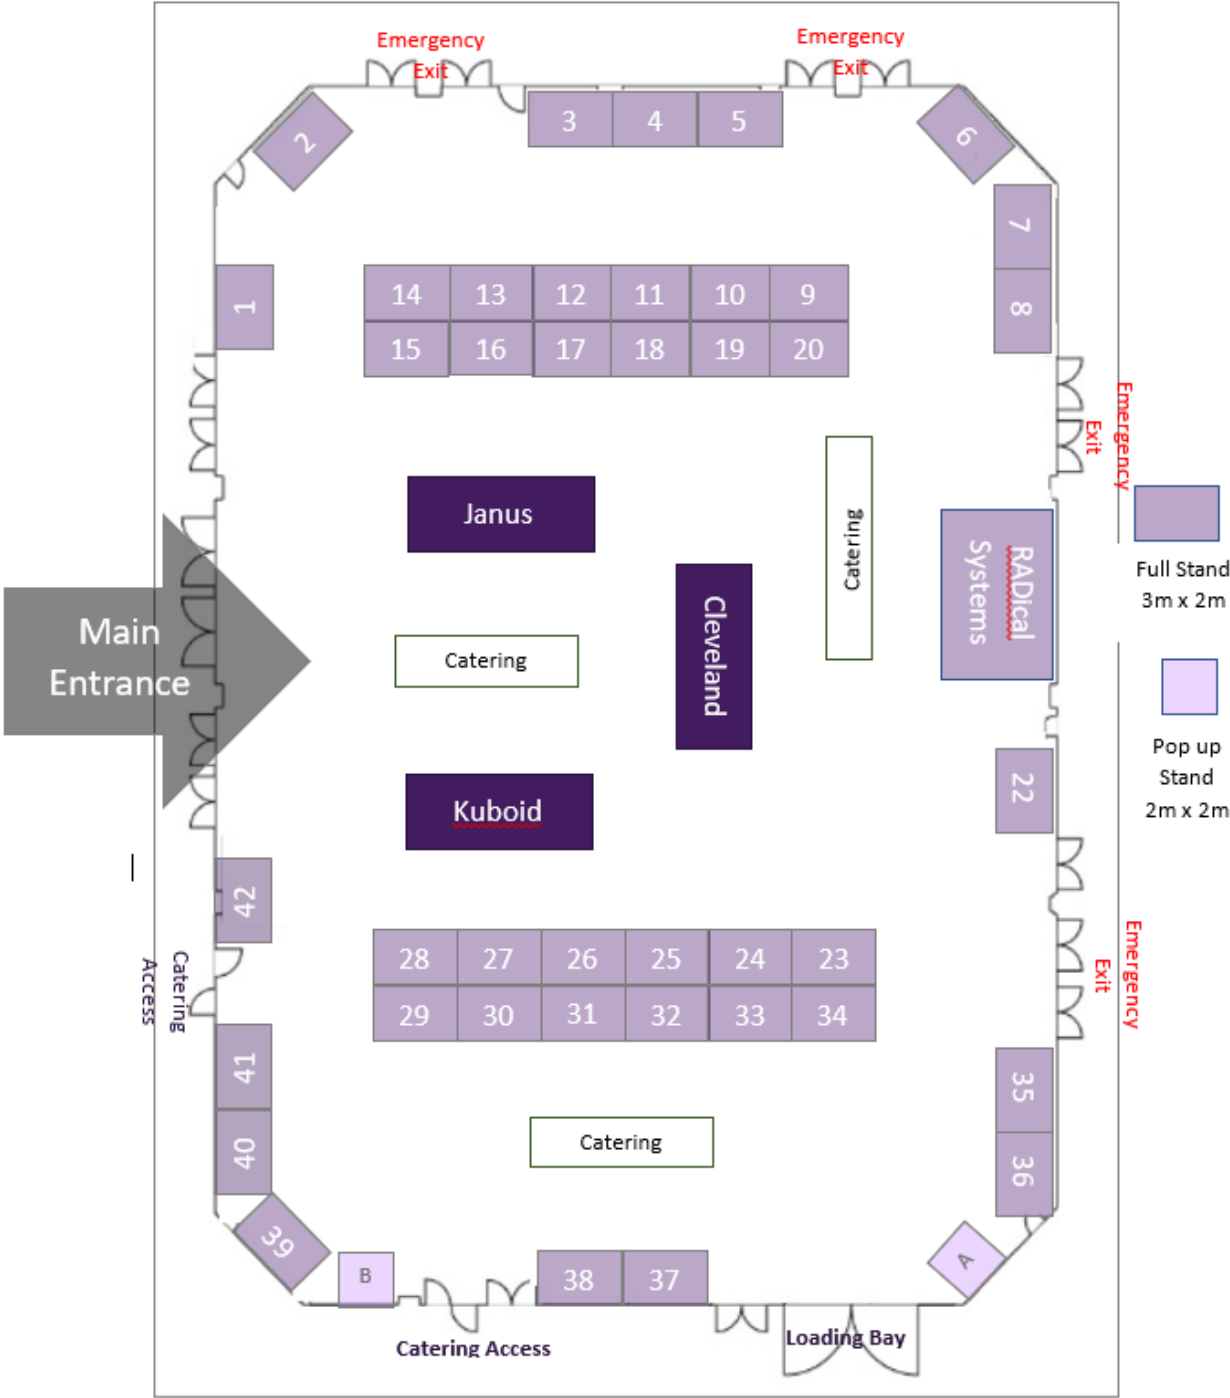 Emergency
Exit
Emergency
Exit
2
3
4
5
6
7
8
1
14
13
12
11
10
9
15
16
17
18
19
20
Emergency
Exit
Janus
Catering
RADical
Systems
Full Stand
3m x 2m
Cleveland
Main
Entrance
Catering
Pop up
Stand
2m x 2m
Kuboid
22
42
Catering
Access
28
27
26
25
24
23
29
30
31
32
33
34
Emergency
Exit
41
40
35
36
Catering
39
B
38
37
A
Catering Access
Loading Bay